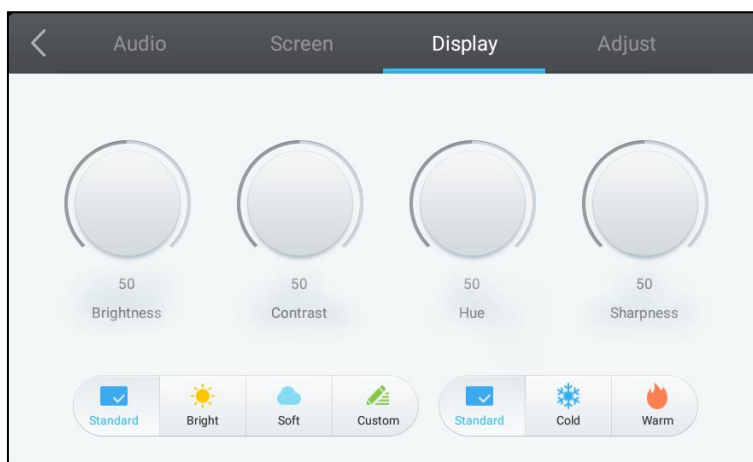 Audio Screen Display Adjust
50 50 50 50
Brightness Contrast Hue Sharpness
Standard Bright Soft Custom Standard Cold Warm